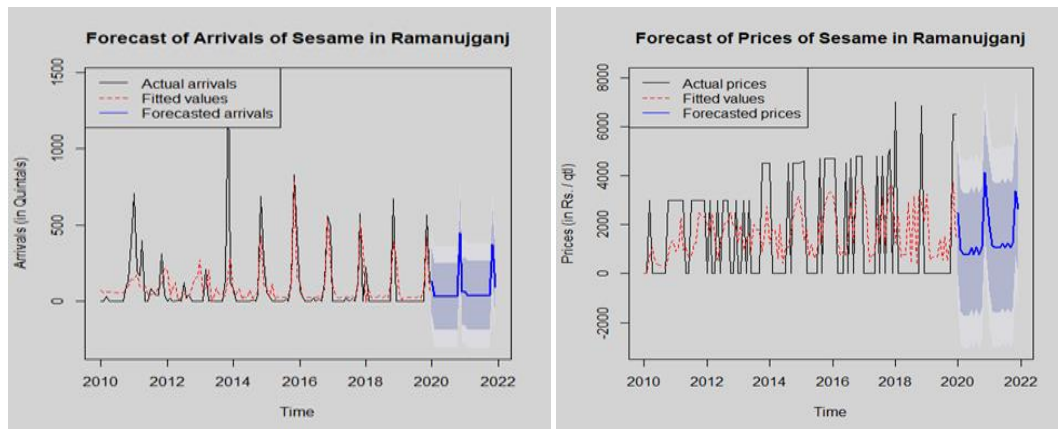 Forecast of Arrivals of Sesame in Ramanujganj
1500
1000
500
0
Arrivals (in Quintals)
Actual arrivals
Fitted values
Forecasted arrivals
2010 2012 2014 2016 2018 2020 2022
Time
Forecast of Prices of Sesame in Ramanujganj
8000
6000
4000
2000
0
-2000
Prices (in Rs. / qtl)
Actual prices
Fitted values
Forecasted prices
2010 2012 2014 2016 2018 2020 2022
Time